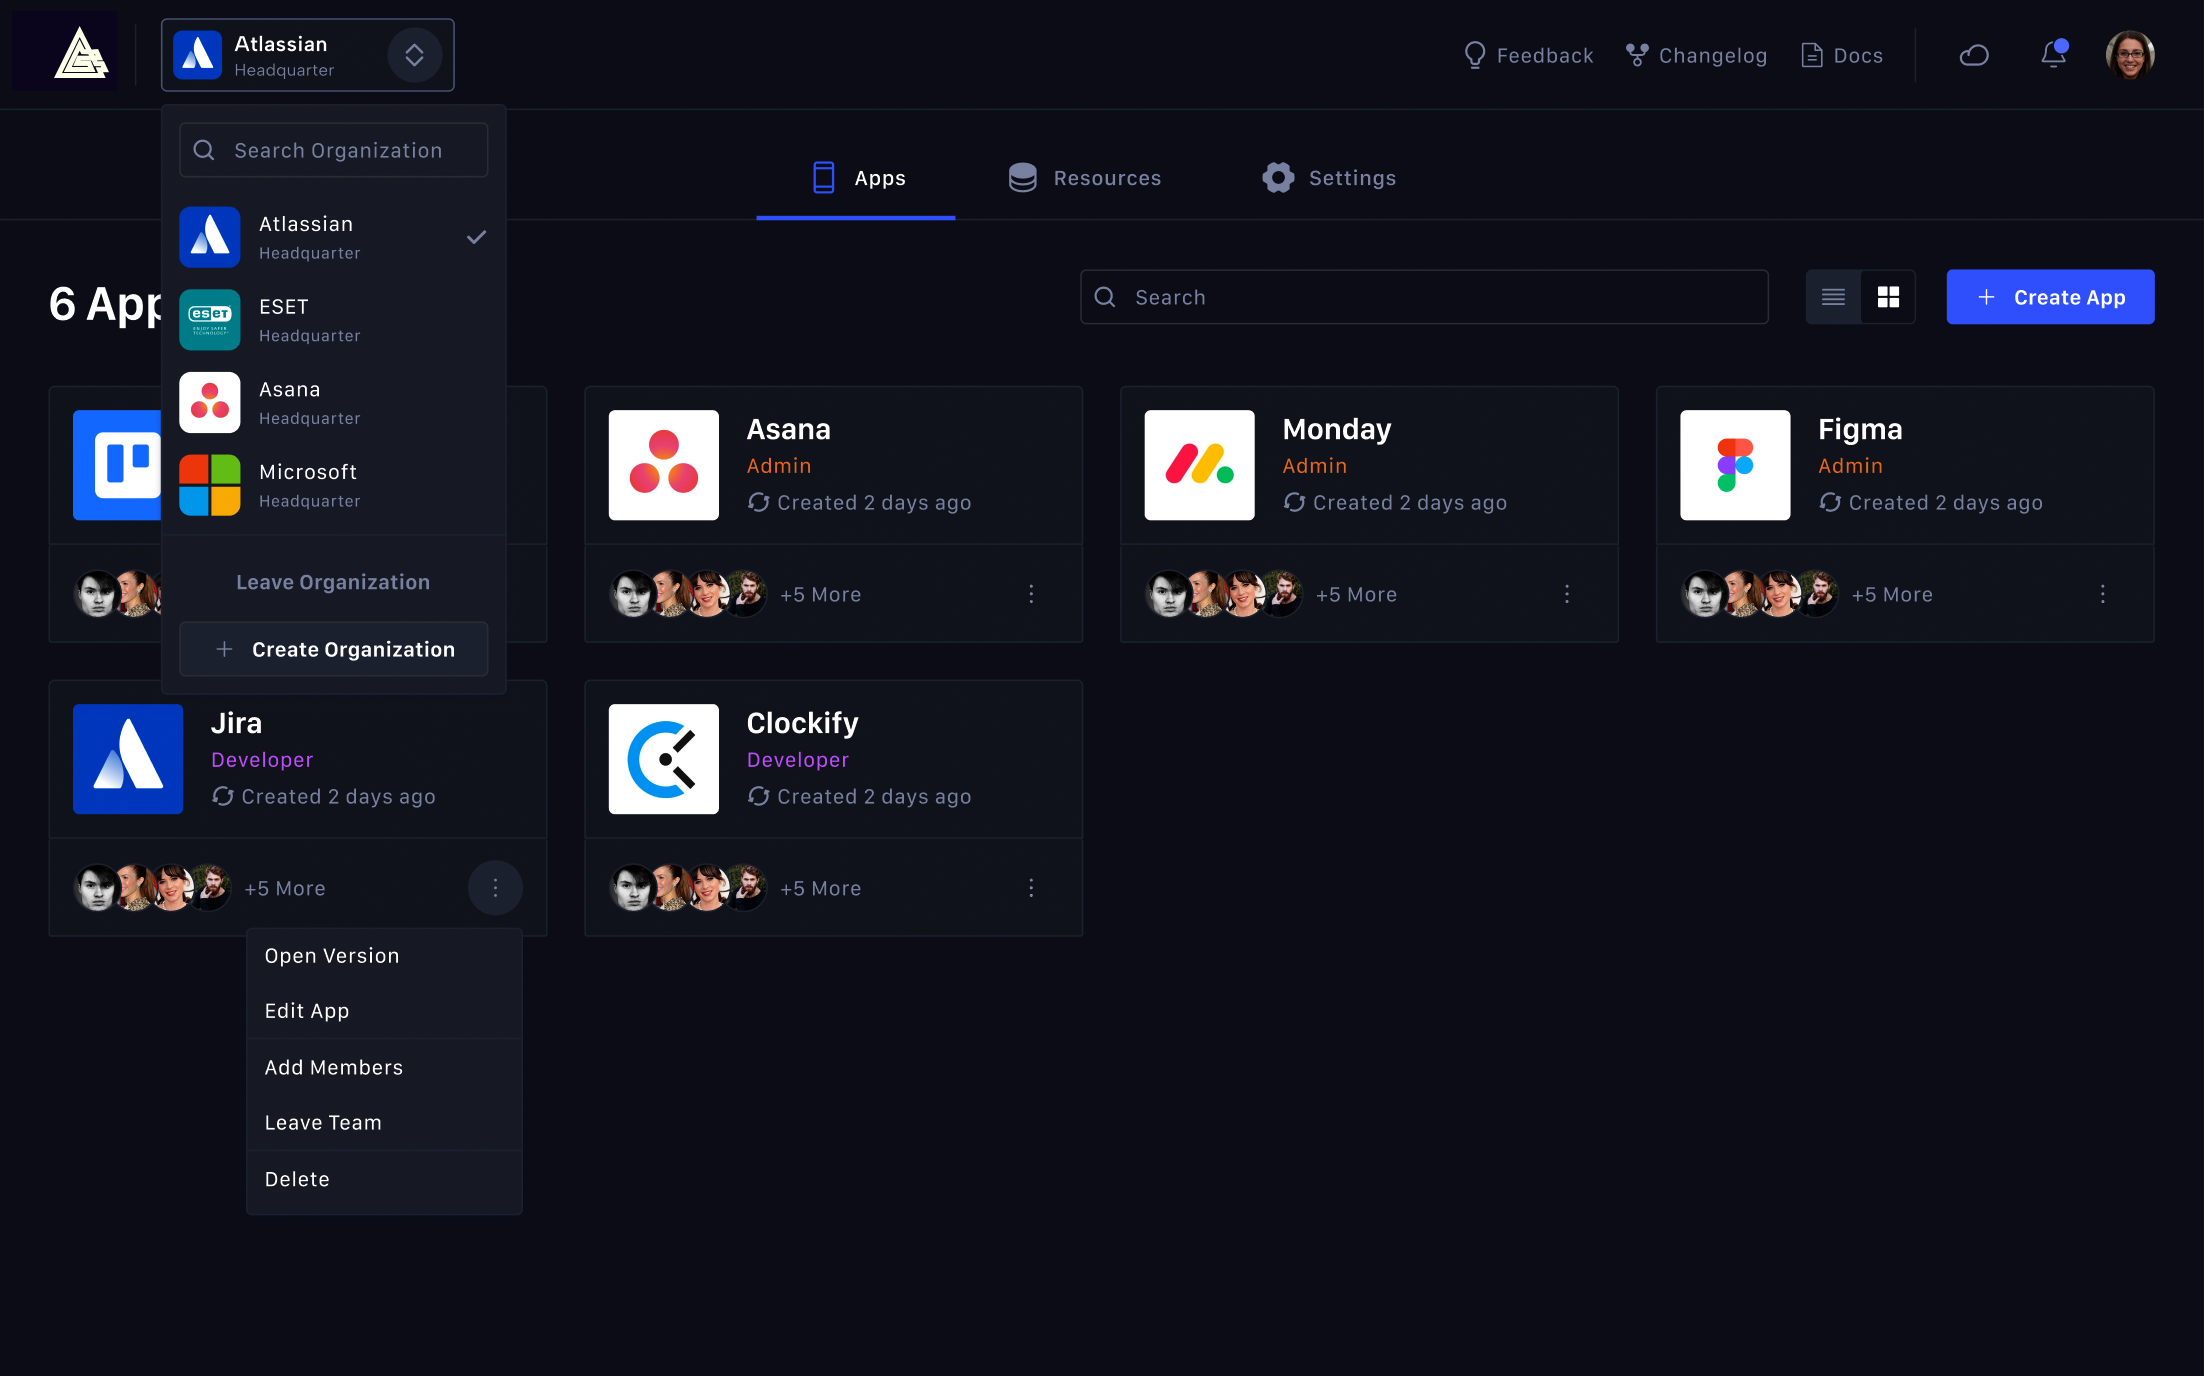 Atlassian
Headquarter
Feedback
Changelog
Docs
Search Organization
Atlassian
Headquarter
ESET
Headquarter
Asana
Headquarter
Microsoft
Headquarter
Leave Organization
Create Organization
Apps
Resources
Settings
6 App
Search
Create App
Asana
Admin
Created 2 days ago
+5 More
Monday
Admin
Created 2 days ago
+5 More
Figma
Admin
Created 2 days ago
+5 More
Jira
Developer
Created 2 days ago
+5 More
Clockify
Developer
Created 2 days ago
+5 More
Open Version
Edit App
Add Members
Leave Team
Delete
eseT
ENJOY SAFER
TECHNOLOGY